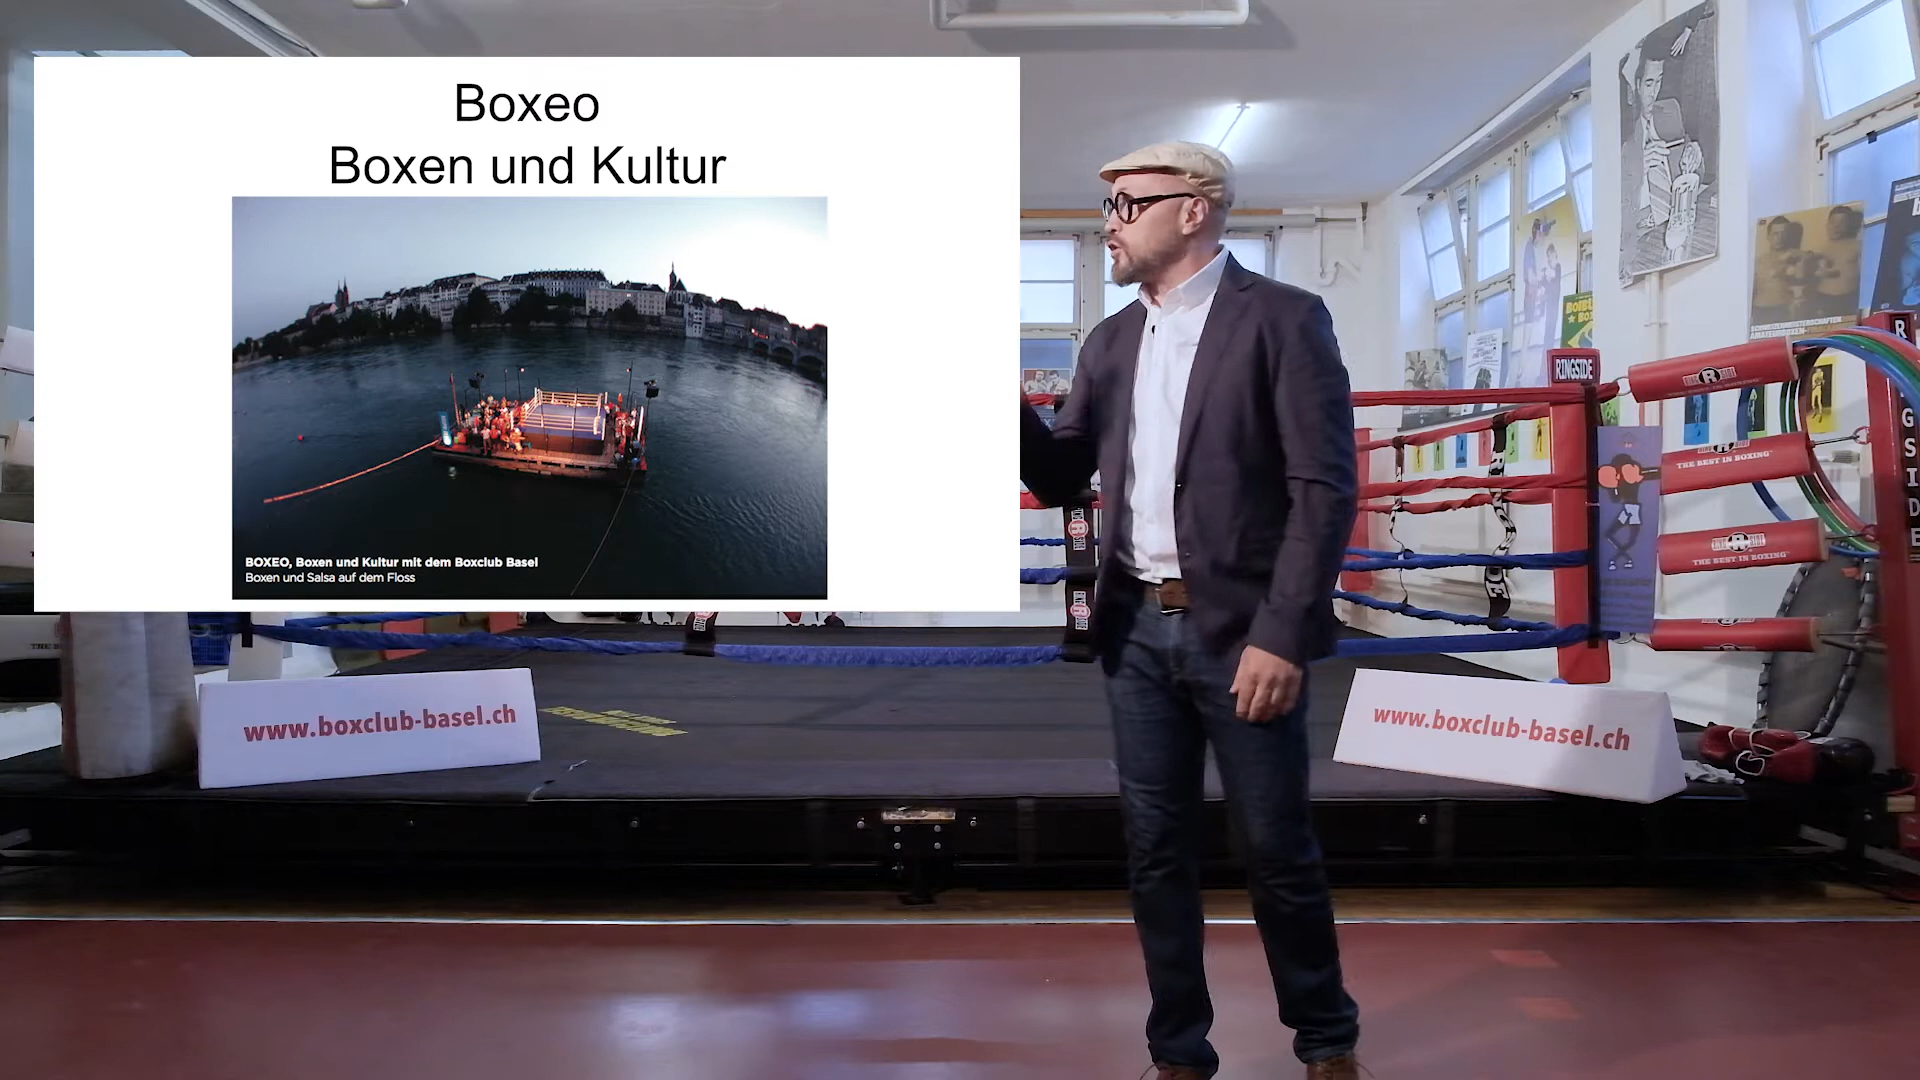 Boxeo
Boxen und Kultur
BOXEO, Boxen und Kultur mit dem Boxclub Basel
Boxen und Salsa auf dem Floss
www.boxclub-basel.ch
www.boxclub-basel.ch
RINGSIDE
THE BEST IN BOXING
THE BEST IN BOXING